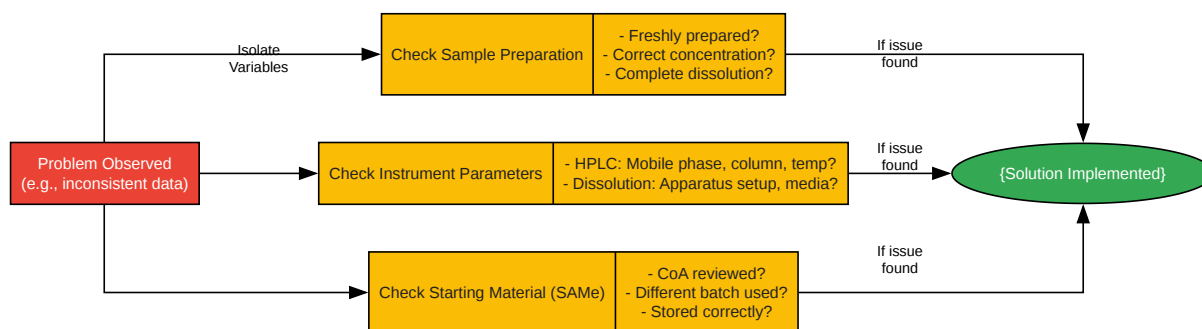 Isolate
Variables
Check Sample Preparation
- Freshly prepared?
- Correct concentration?
- Complete dissolution?
If issue
found
Problem Observed
(e.g., inconsistent data)
Check Instrument Parameters
- HPLC: Mobile phase, column, temp?
- Dissolution: Apparatus setup, media?
If issue
found
{Solution Implemented}
Check Starting Material (SAMe)
- CoA reviewed?
- Different batch used?
- Stored correctly?
If issue
found